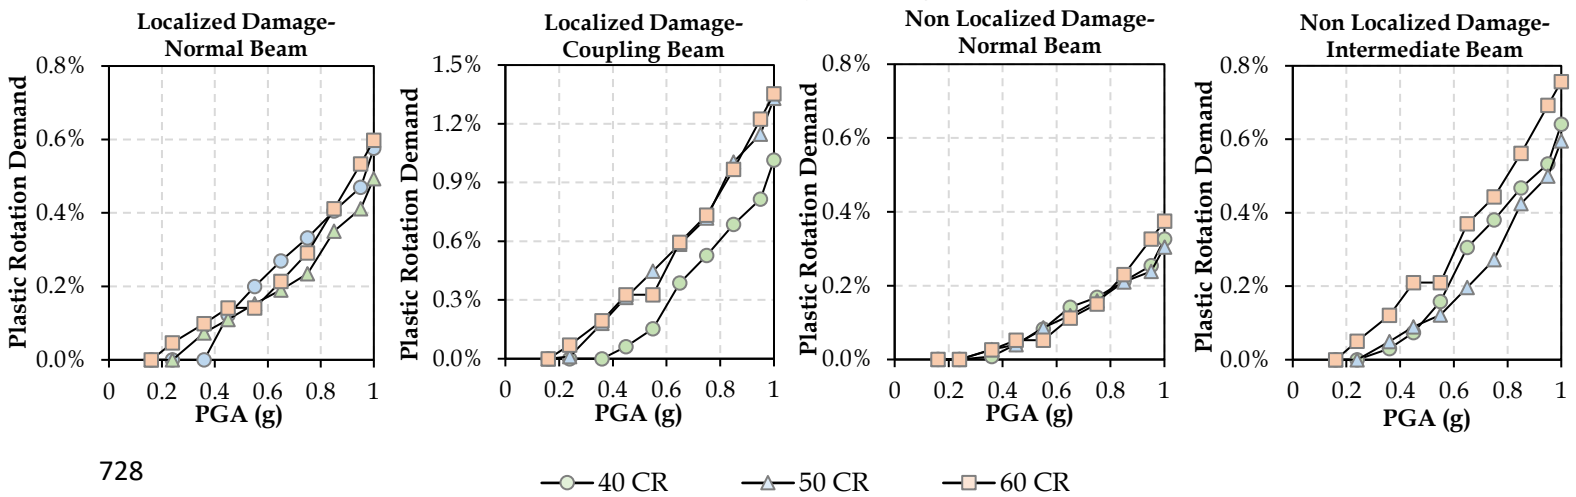 Localized Damage-
Normal Beam
Plastic Rotation Demand
0.8%
0.6%
0.4%
0.2%
0.0%
0 0.2 0.4 0.6 0.8 1
PGA (g)
Localized Damage-
Coupling Beam
Plastic Rotation Demand
1.5%
1.2%
0.9%
0.6%
0.3%
0.0%
0 0.2 0.4 0.6 0.8 1
PGA (g)
Non Localized Damage-
Normal Beam
Plastic Rotation Demand
0.8%
0.6%
0.4%
0.2%
0.0%
0 0.2 0.4 0.6 0.8 1
PGA (g)
Non Localized Damage-
Intermediate Beam
Plastic Rotation Demand
0.8%
0.6%
0.4%
0.2%
0.0%
0 0.2 0.4 0.6 0.8 1
PGA (g)
728
40 CR 50 CR 60 CR